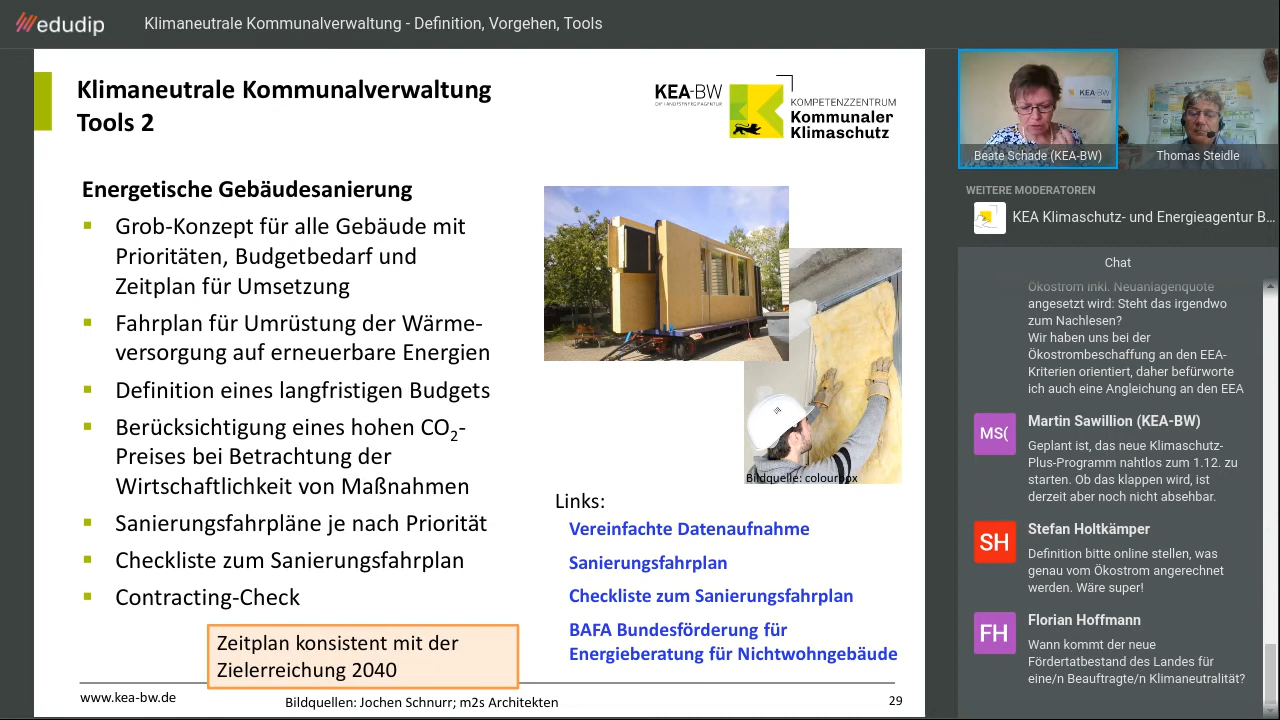 edudip
Klimaneutrale Kommunalverwaltung - Definition, Vorgehen, Tools
Klimaneutrale Kommunalverwaltung
Tools 2
KEA-BW
DIE LANDESENERGIEAGENTUR
KOMPETENZZENTRUM
Kommunaler
Klimaschutz
Energetische Gebäudesanierung
Grob-Konzept für alle Gebäude mit
Prioritäten, Budgetbedarf und
Zeitplan für Umsetzung
Fahrplan für Umrüstung der Wärme-
versorgung auf erneuerbare Energien
Definition eines langfristigen Budgets
Berücksichtigung eines hohen CO2-
Preises bei Betrachtung der
Wirtschaftlichkeit von Maßnahmen
Sanierungsfahrpläne je nach Priorität
Checkliste zum Sanierungsfahrplan
Contracting-Check
Zeitplan konsistent mit der
Zielerreichung 2040
Bildquelle: colourbox
Links:
Vereinfachte Datenaufnahme
Sanierungsfahrplan
Checkliste zum Sanierungsfahrplan
BAFA Bundesförderung für
Energieberatung für Nichtwohngebäude
www.kea-bw.de
Bildquellen: Jochen Schnurr; m2s Architekten
29
KEA-BW
Beate Schade (KEA-BW)
Thomas Steidle
WEITERE MODERATOREN
KEA Klimaschutz- und Energieagentur B...
Chat
Ökostrom inkl. Neuanlagenquote
angesetzt wird: Steht das irgendwo
zum Nachlesen?
Wir haben uns bei der
Ökostrombeschaffung an den EEA-
Kriterien orientiert, daher befürworte
ich auch eine Angleichung an den EEA
MS(
Martin Sawillion (KEA-BW)
Geplant ist, das neue Klimaschutz-
Plus-Programm nahtlos zum 1.12. zu
starten. Ob das klappen wird, ist
derzeit aber noch nicht absehbar.
SH
Stefan Holtkämper
Definition bitte online stellen, was
genau vom Ökostrom angerechnet
werden. Wäre super!
FH
Florian Hoffmann
Wann kommt der neue
Fördertatbestand des Landes für
eine/n Beauftragte/n Klimaneutralität?